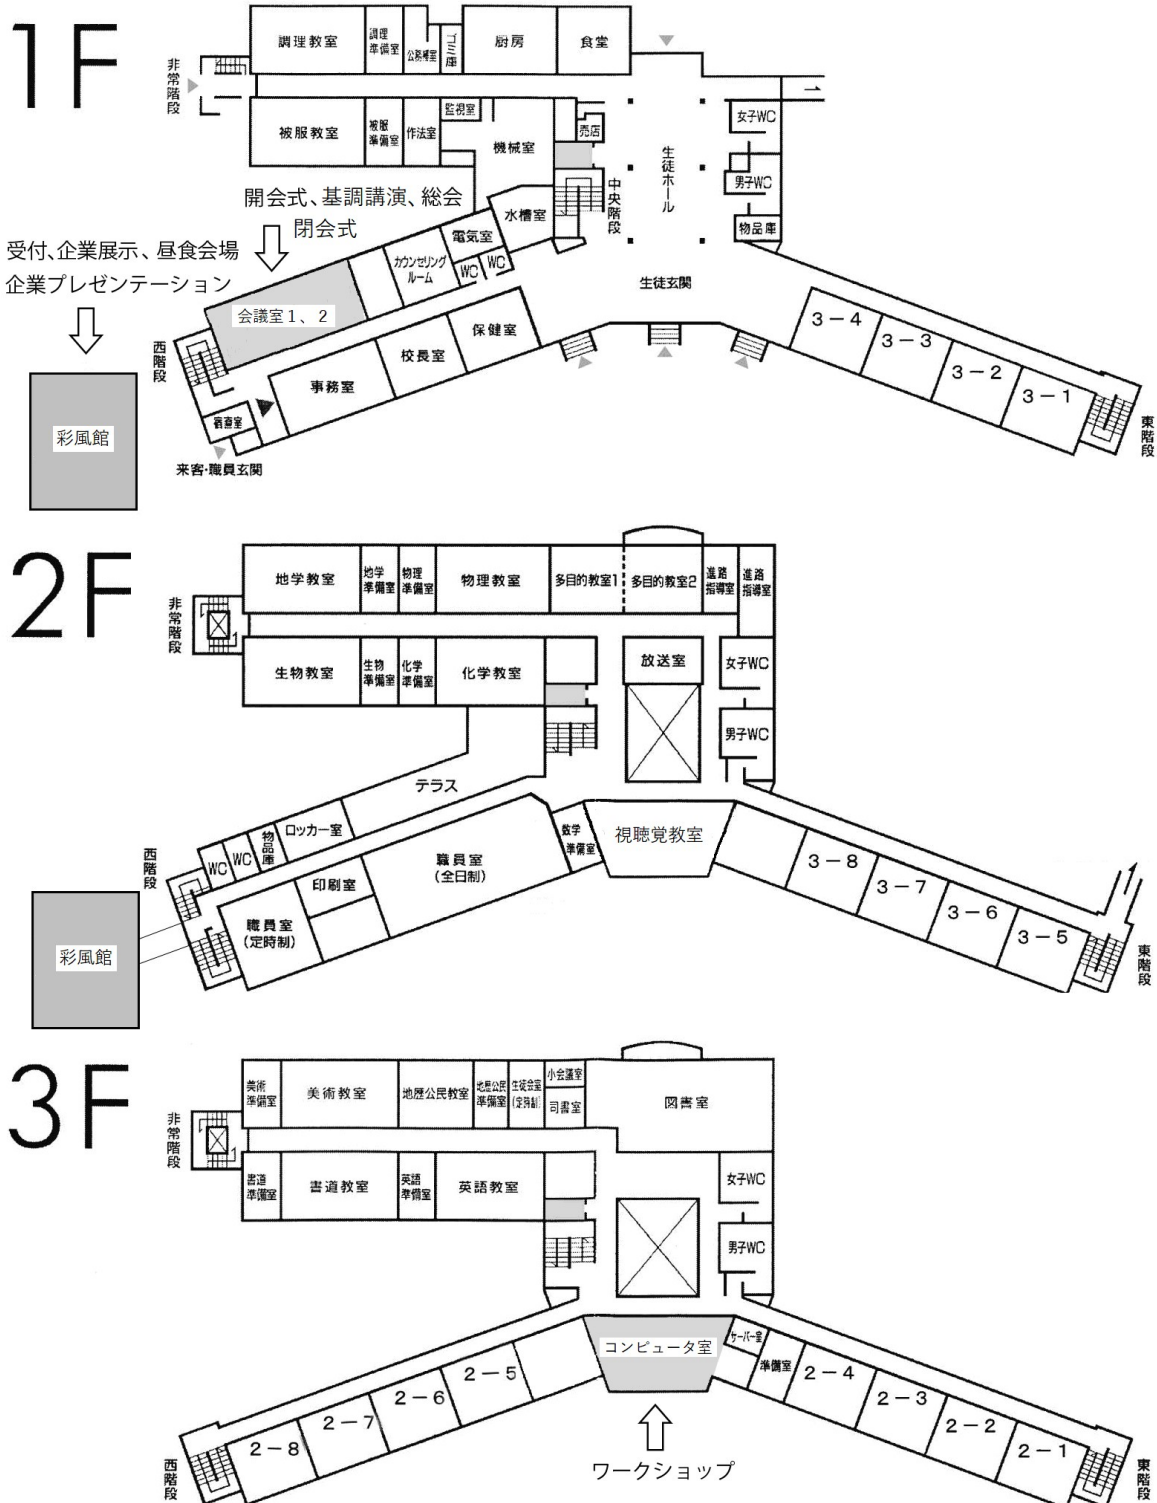 1F
非常階段
調理教室
調理
準備室
公務補室
ゴミ庫
厨房
食堂
被服教室
被服
準備室
作法室
監視室
機械室
売店
女子WC
生徒ホール
男子WC
物品庫
中央階段
水槽室
開会式、基調講演、総会
閉会式
電気室
カウンセリング
ルーム
WC
WC
受付、企業展示、昼食会場
企業プレゼンテーション
会議室1、2
生徒玄関
保健室
校長室
事務室
西階段
宿直室
彩風館
来客・職員玄関
3-4
3-3
3-2
3-1
東階段
2F
非常階段
地学教室
地学
準備室
物理
準備室
物理教室
多目的教室1
多目的教室2
進路
指導室
進路
指導室
生物教室
生物
準備室
化学
準備室
化学教室
放送室
女子WC
男子WC
テラス
ロッカー室
物品庫
WC
WC
西階段
数学
準備室
視聴覚教室
職員室
(全日制)
印刷室
職員室
(定時制)
彩風館
3-8
3-7
3-6
3-5
東階段
3F
非常階段
美術
準備室
美術教室
地歴公民教室
地歴公民
準備室
生徒会室
(定時制)
小会議室
司書室
図書室
書道
準備室
書道教室
英語
準備室
英語教室
女子WC
男子WC
コンピュータ室
サーバー室
準備室
2-5
2-6
2-7
2-8
2-4
2-3
2-2
2-1
西階段
東階段
ワークショップ